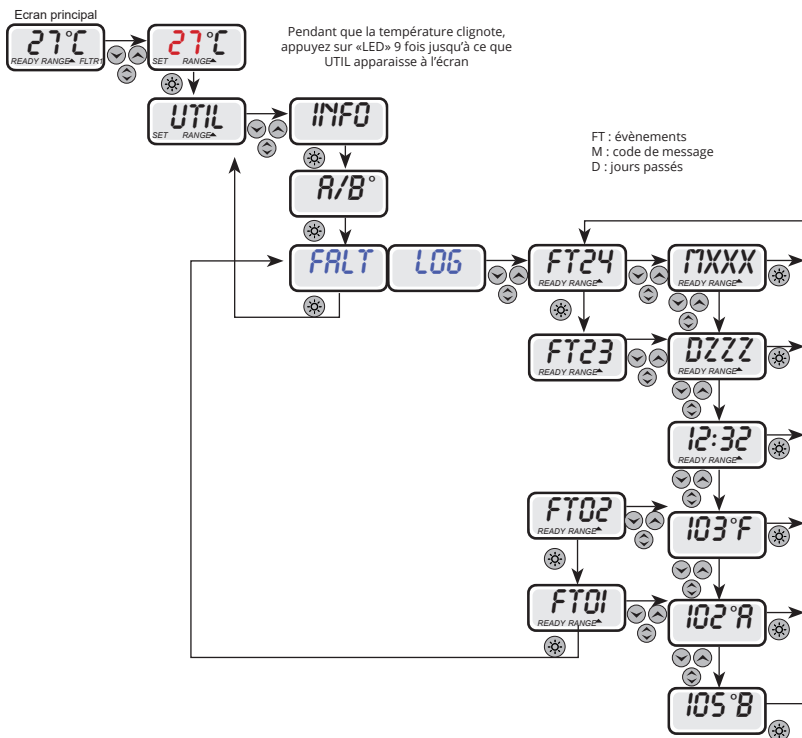 Ecran principal
27°C
READY RANGE FLTR1
27°C
SET RANGE
Pendant que la température clignote,
appuyez sur «LED» 9 fois jusqu'à ce que
UTIL apparaisse à l'écran
UTIL
SET RANGE
INFO
FT : évènements
M : code de message
D : jours passés
A/B°
FALT
LOG
FT24
READY RANGE
MXXX
READY RANGE
FT23
READY RANGE
DZZZ
READY RANGE
12:32
READY RANGE
FT02
READY RANGE
103°F
FT01
READY RANGE
102°A
105°B